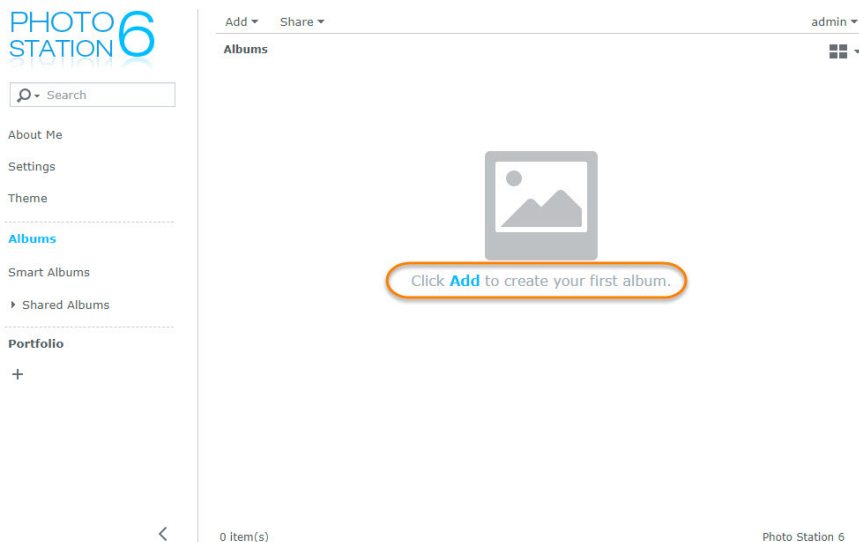 PHOTO
STATION 6
Search
About Me
Settings
Theme
Albums
Smart Albums
Shared Albums
Portfolio
+
Add Share admin
Albums
Click Add to create your first album.
0 item(s) Photo Station 6